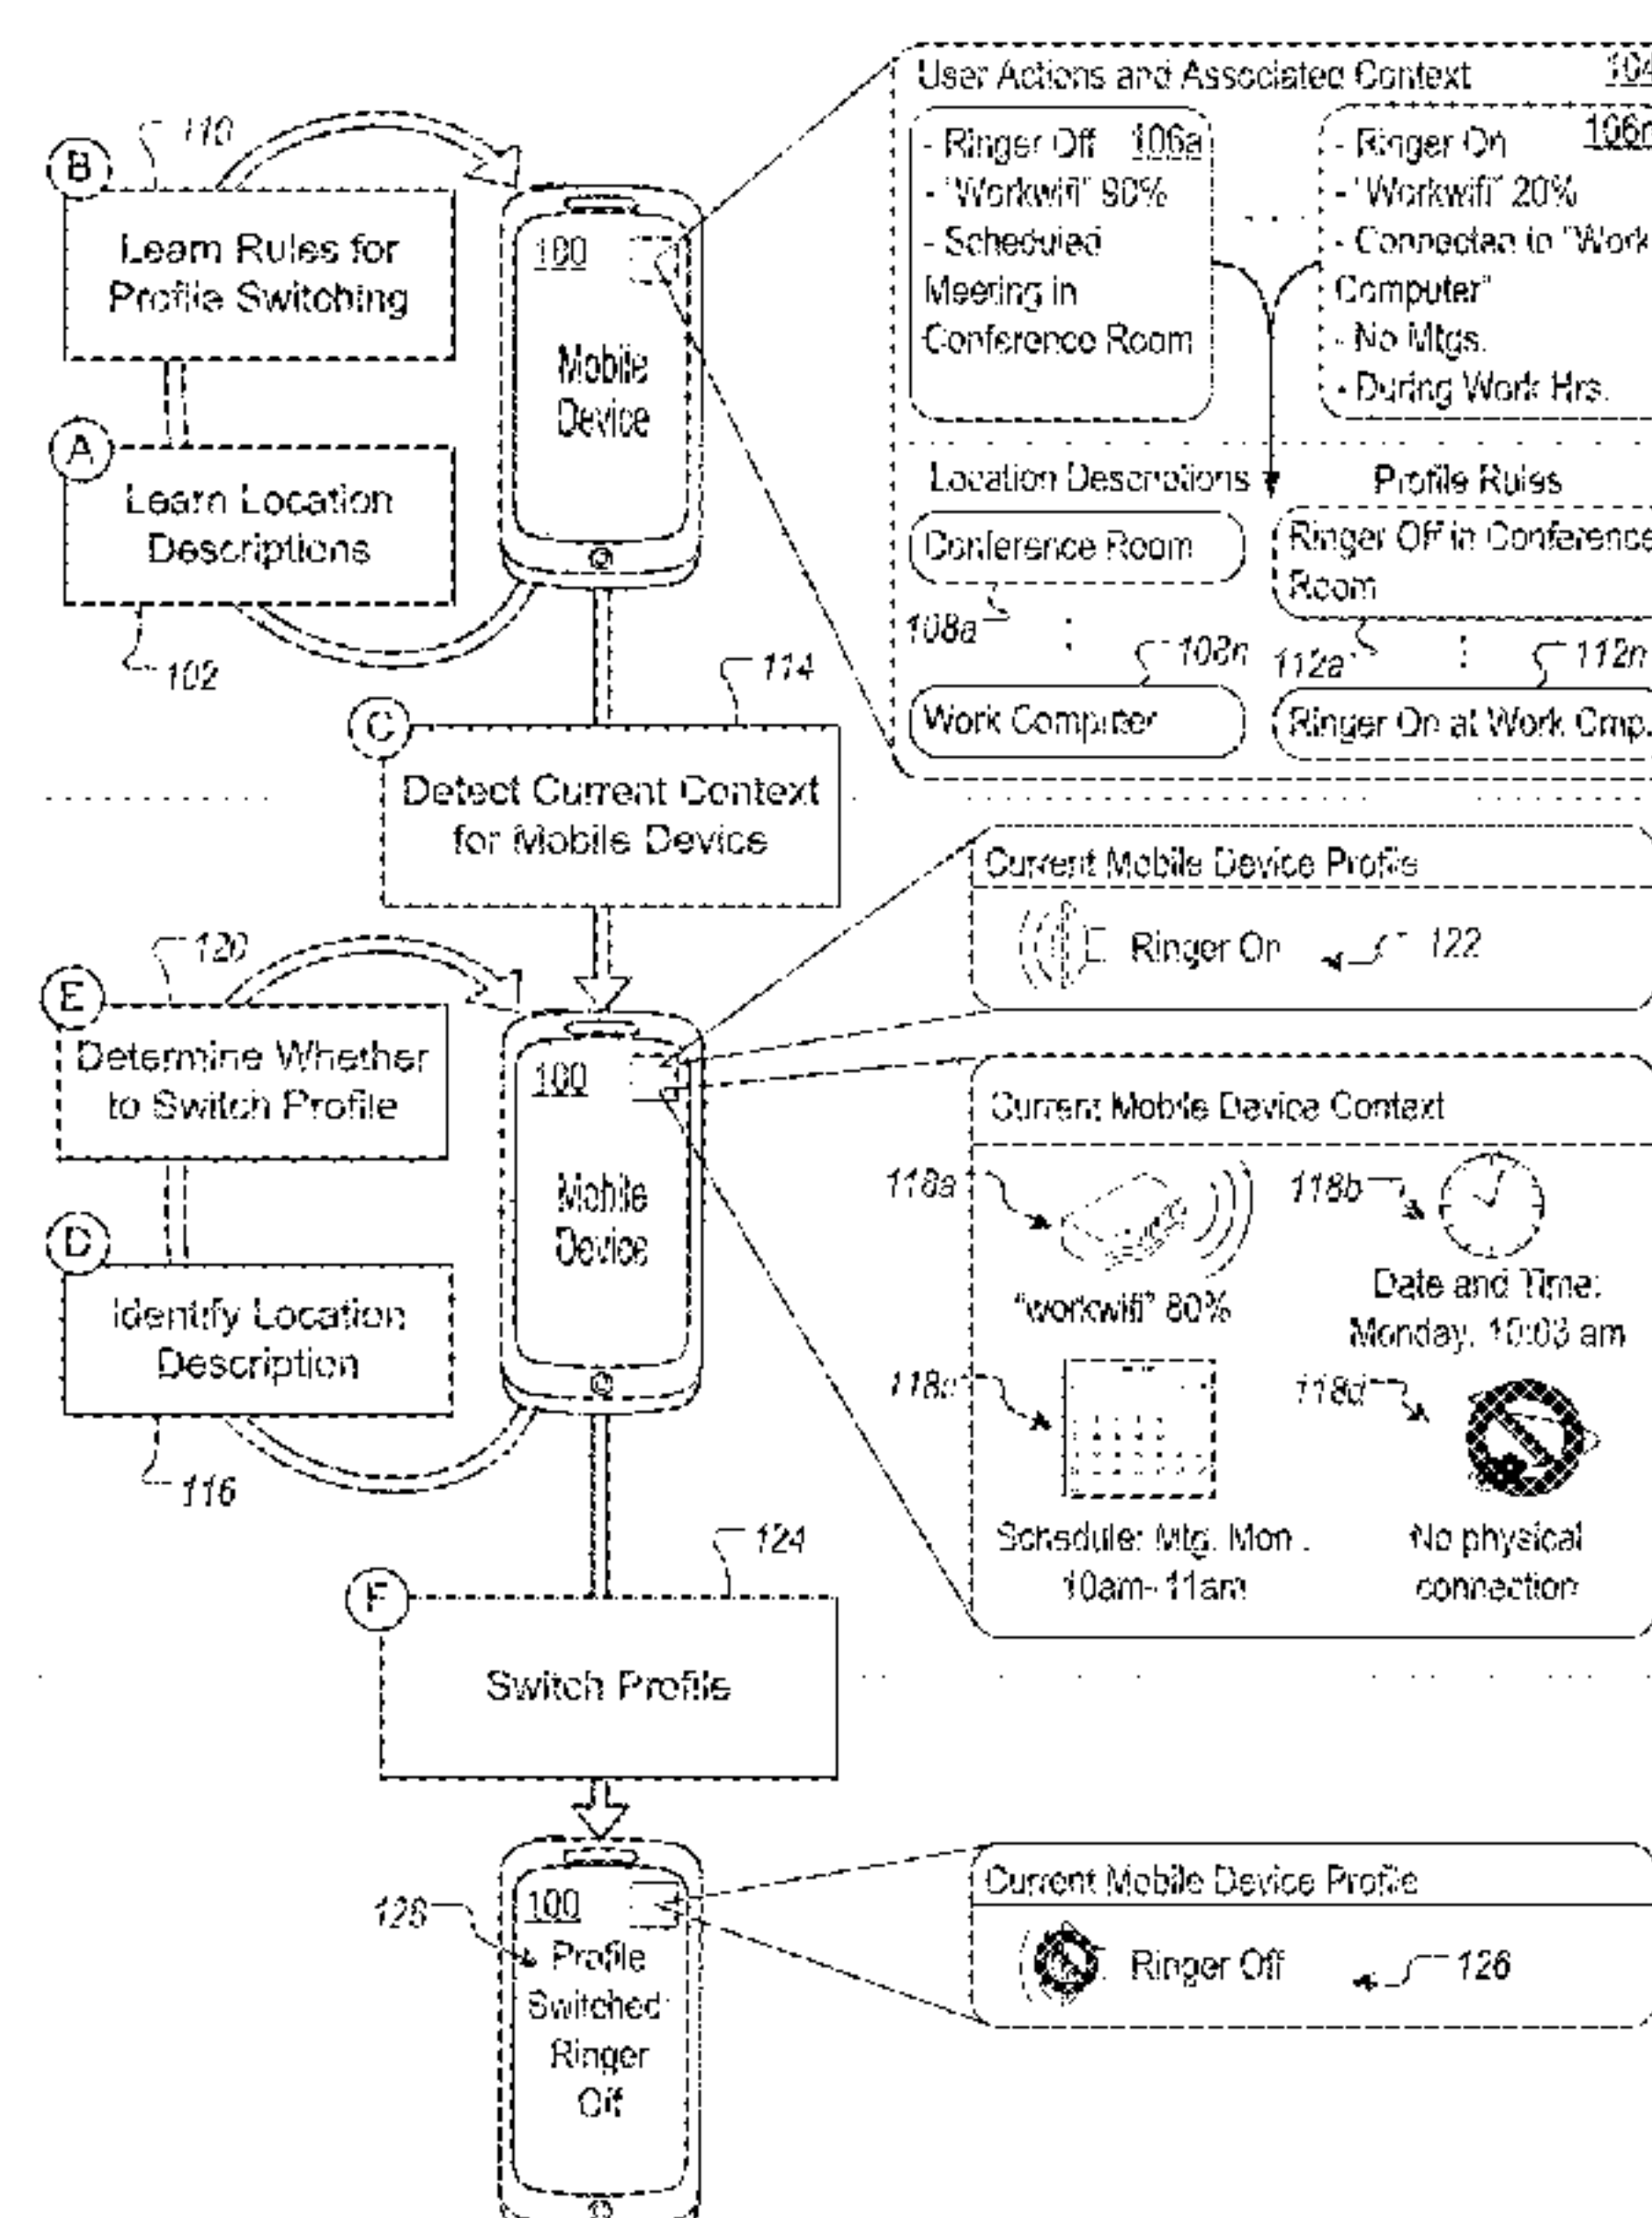 User Actions and Associated Context 104
- Ringer Off 106a
- "Workwifi" 90%
- Scheduled
Meeting in
Conference Room
- Ringer On 106n
- "Workwifi" 20%
- Connected to "Work
Computer"
- No Mtgs.
- During Work Hrs.
Location Descriptions
Conference Room
108a
108n
Work Computer
Profile Rules
Ringer Off in Conference
Room
112a
112n
Ringer On at Work Cmp.
B
110
Learn Rules for
Profile Switching
A
Learn Location
Descriptions
102
100
Mobile
Device
C
114
Detect Current Context
for Mobile Device
Current Mobile Device Profile
Ringer On
122
E
120
Determine Whether
to Switch Profile
D
Identify Location
Description
116
100
Mobile
Device
Current Mobile Device Context
118a
"workwifi" 80%
118b
Date and Time:
Monday, 10:03 am
118c
Schedule: Mtg. Mon.
10am-11am
118d
No physical
connection
F
124
Switch Profile
100
128
Profile
Switched:
Ringer
Off
Current Mobile Device Profile
Ringer Off
126